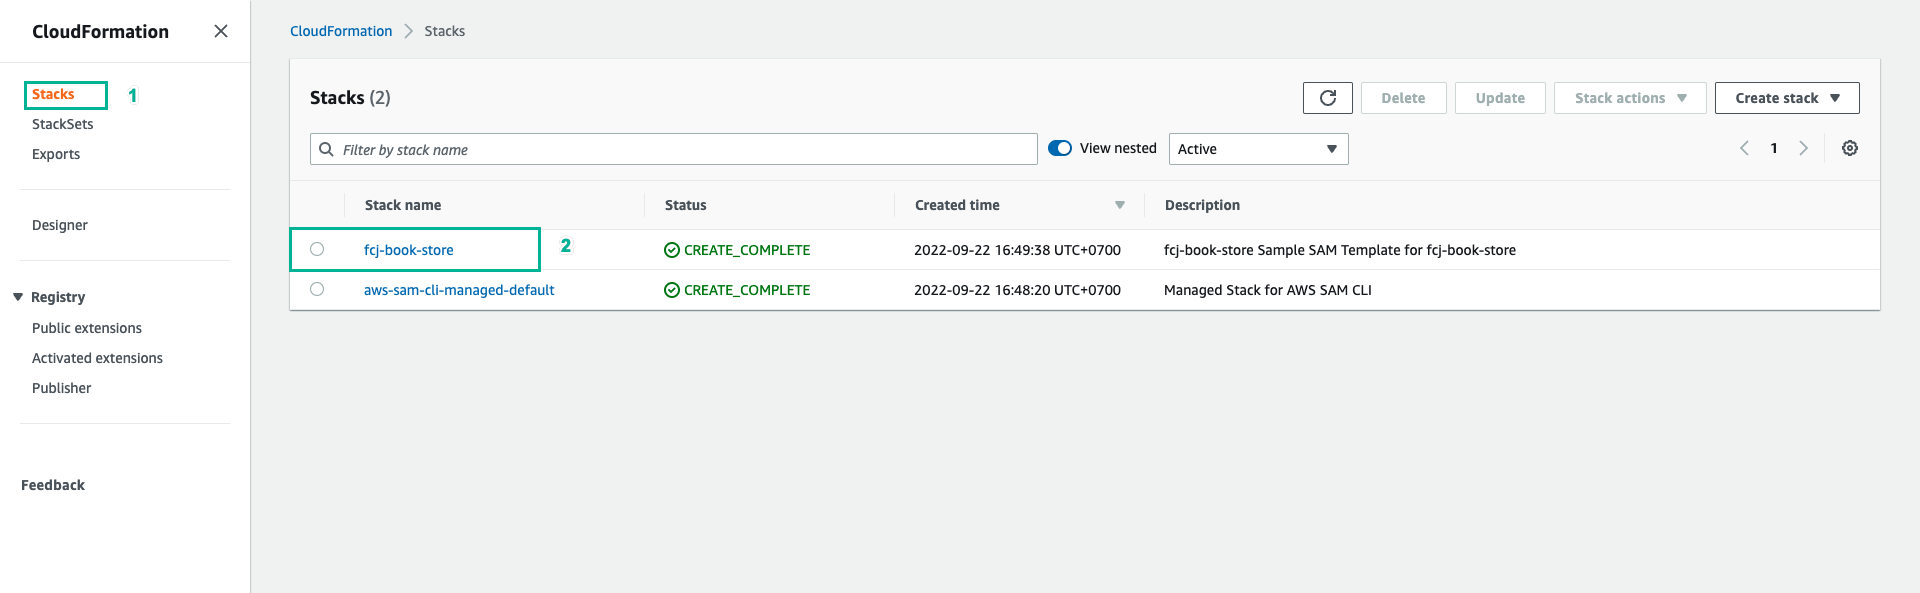 CloudFormation
Stacks 1
StackSets
Exports
Designer
Registry
Public extensions
Activated extensions
Publisher
Feedback
CloudFormation Stacks
Stacks (2) Delete Update Stack actions Create stack
Filter by stack name View nested Active 1
Stack name Status Created time Description
fcj-book-store 2 CREATE_COMPLETE 2022-09-22 16:49:38 UTC+0700 fcj-book-store Sample SAM Template for fcj-book-store
aws-sam-cli-managed-default CREATE_COMPLETE 2022-09-22 16:48:20 UTC+0700 Managed Stack for AWS SAM CLI